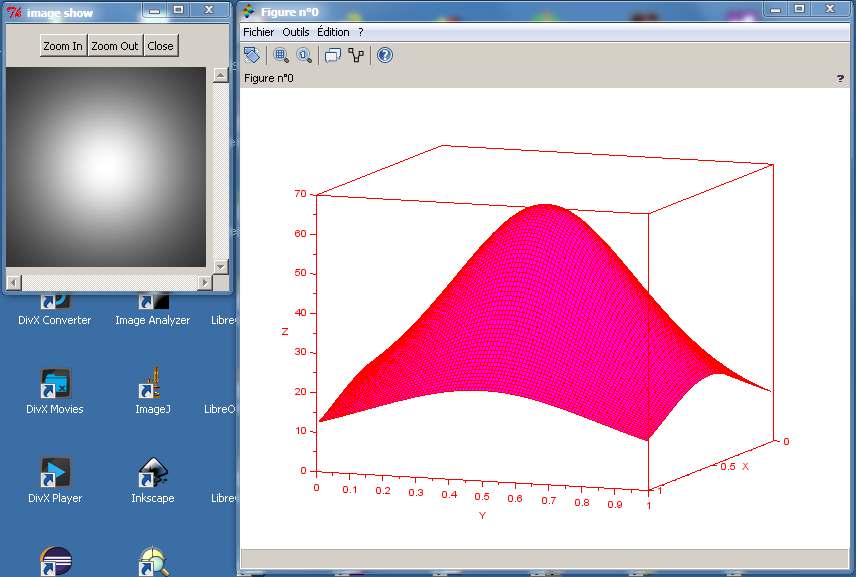 image show
Zoom In Zoom Out Close
Figure n°0
Fichier Outils Édition ?
Figure n°0 ?
70
60
50
40
30
20
10
0
Z
0 0.1 0.2 0.3 0.4 0.5 0.6 0.7 0.8 0.9 1
Y
1 0.5 0
X
DivX Converter Image Analyzer
DivX Movies ImageJ LibreO
DivX Player Inkscape